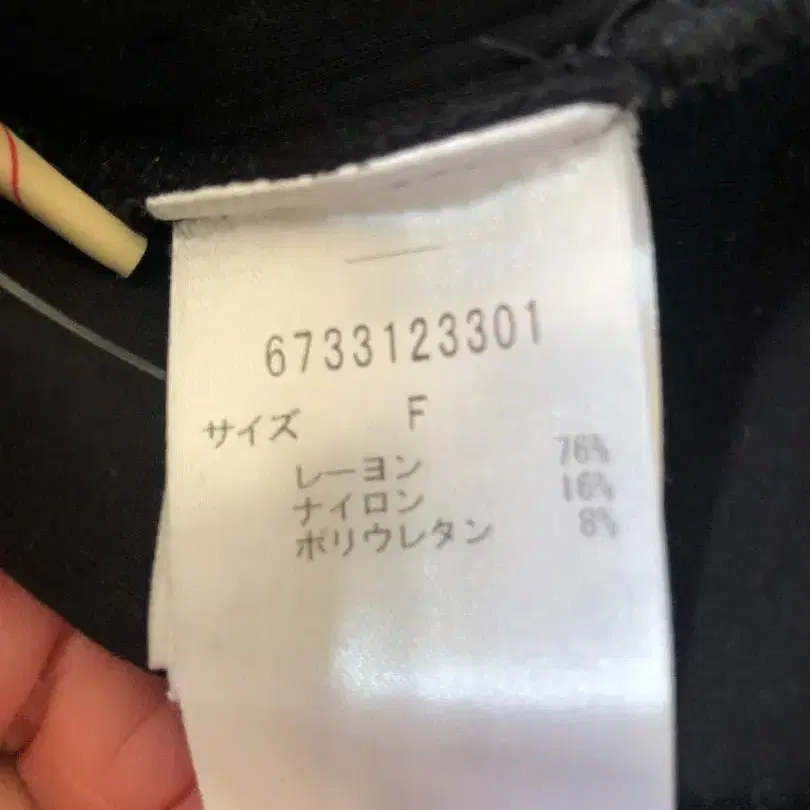 6733123301
サイズ F
レーヨン 76%
ナイロン 16%
ポリウレタン 8%